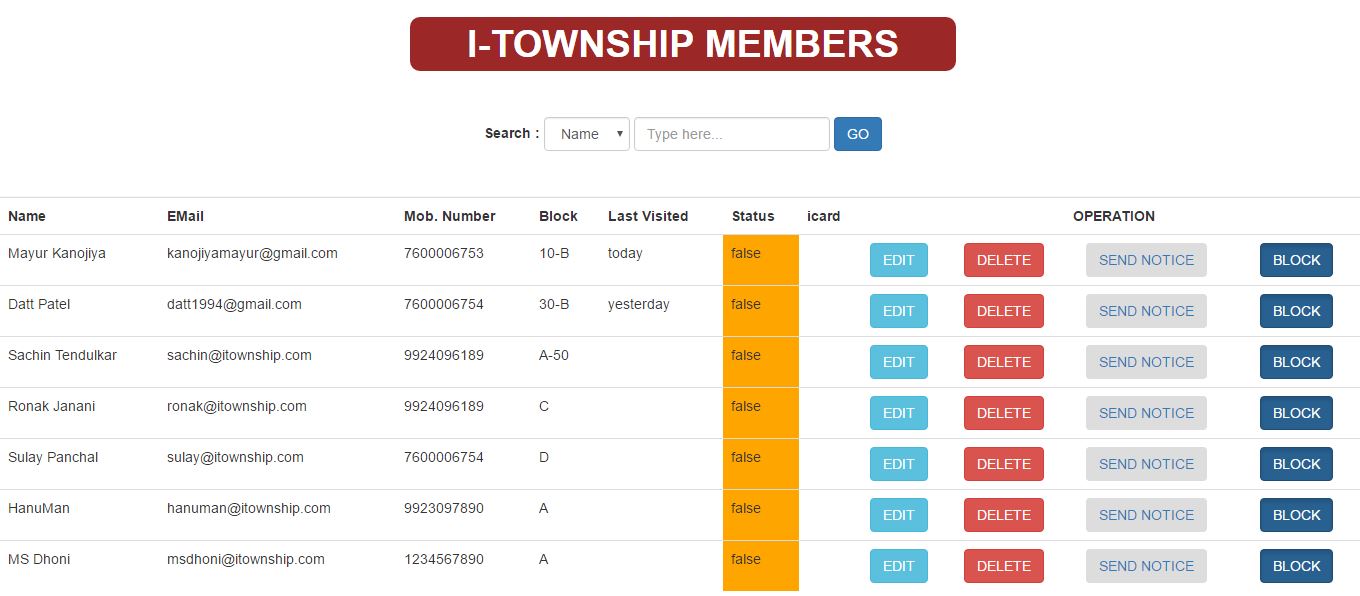 I-TOWNSHIP MEMBERS
Search : Name Type here... GO
Name EMail Mob. Number Block Last Visited Status icard OPERATION
Mayur Kanojiya kanojiyamayur@gmail.com 7600006753 10-B today false EDIT DELETE SEND NOTICE BLOCK
Datt Patel datt1994@gmail.com 7600006754 30-B yesterday false EDIT DELETE SEND NOTICE BLOCK
Sachin Tendulkar sachin@itownship.com 9924096189 A-50 false EDIT DELETE SEND NOTICE BLOCK
Ronak Janani ronak@itownship.com 9924096189 C false EDIT DELETE SEND NOTICE BLOCK
Sulay Panchal sulay@itownship.com 7600006754 D false EDIT DELETE SEND NOTICE BLOCK
HanuMan hanuman@itownship.com 9923097890 A false EDIT DELETE SEND NOTICE BLOCK
MS Dhoni msdhoni@itownship.com 1234567890 A false EDIT DELETE SEND NOTICE BLOCK